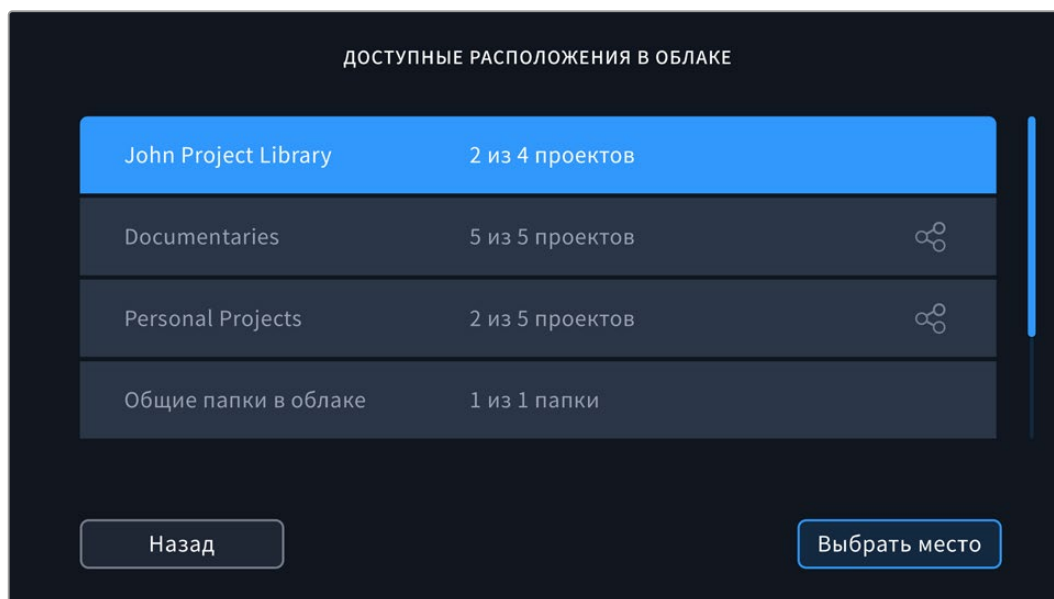 ДОСТУПНЫЕ РАСПОЛОЖЕНИЯ В ОБЛАКЕ
John Project Library 2 из 4 проектов
Documentaries 5 из 5 проектов
Personal Projects 2 из 5 проектов
Общие папки в облаке 1 из 1 папки
Назад Выбрать место